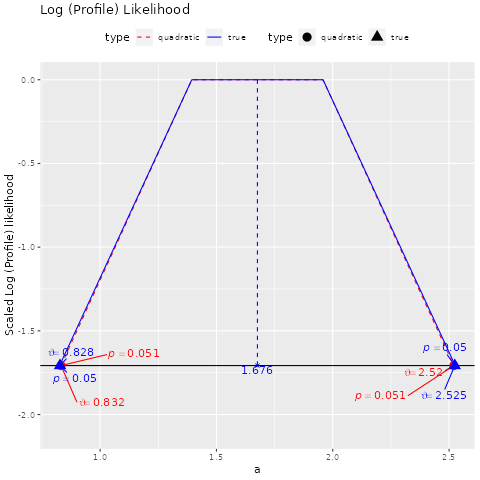 Log (Profile) Likelihood
type quadratic true type quadratic true
Scaled Log (Profile) likelihood
0.0
-0.5
-1.0
-1.5
-2.0
ϑ= 0.828
p = 0.051
p = 0.05
ϑ= 0.832
1.676
p = 0.05
ϑ= 2.52
p = 0.051
ϑ= 2.525
1.0 1.5 2.0 2.5
a